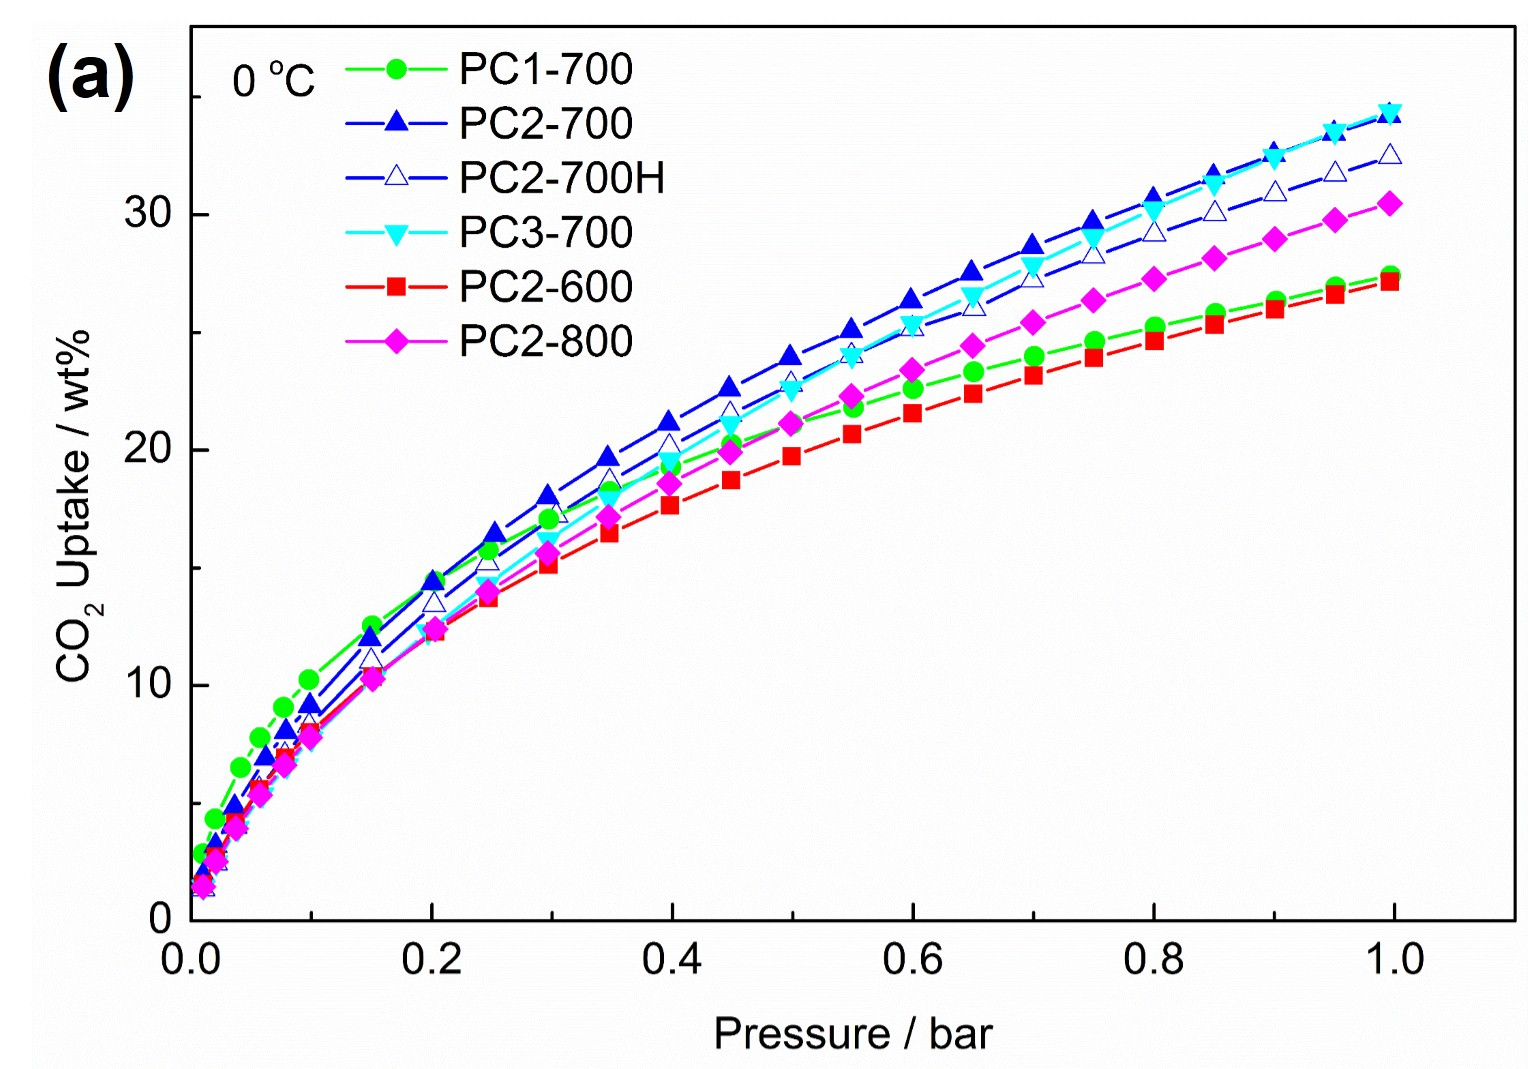 (a)
0 °C
PC1-700
PC2-700
PC2-700H
PC3-700
PC2-600
PC2-800
CO₂ Uptake / wt%
30
20
10
0
0.0 0.2 0.4 0.6 0.8 1.0
Pressure / bar